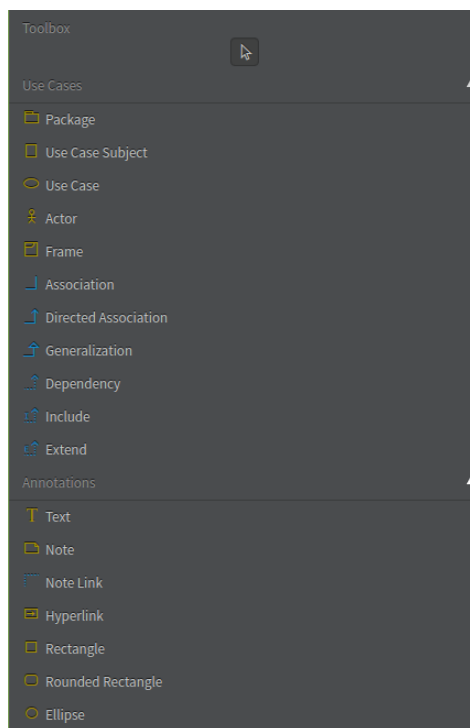 Toolbox
Use Cases
Package
Use Case Subject
Use Case
Actor
Frame
Association
Directed Association
Generalization
Dependency
Include
Extend
Annotations
Text
Note
Note Link
Hyperlink
Rectangle
Rounded Rectangle
Ellipse